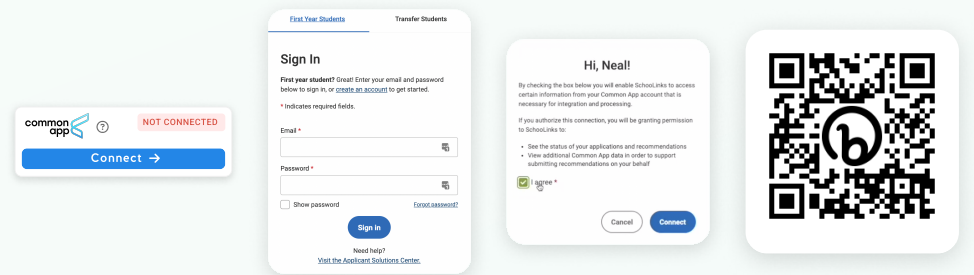 common app
?
NOT CONNECTED
Connect →
First Year Students
Transfer Students
Sign In
First year student? Great! Enter your email and password
below to sign in, or create an account to get started.
* Indicates required fields.
Email *
Password *
Show password
Forgot password?
Sign in
Need help?
Visit the Applicant Solutions Center.
Hi, Neal!
By checking the box below you will enable SchooLinks to access
certain information from your Common App account that is
necessary for integration and processing.
If you authorize this connection, you will be granting permission
to SchooLinks to:
• See the status of your applications and recommendations
• View additional Common App data in order to support
submitting recommendations on your behalf
I agree *
Cancel
Connect
b